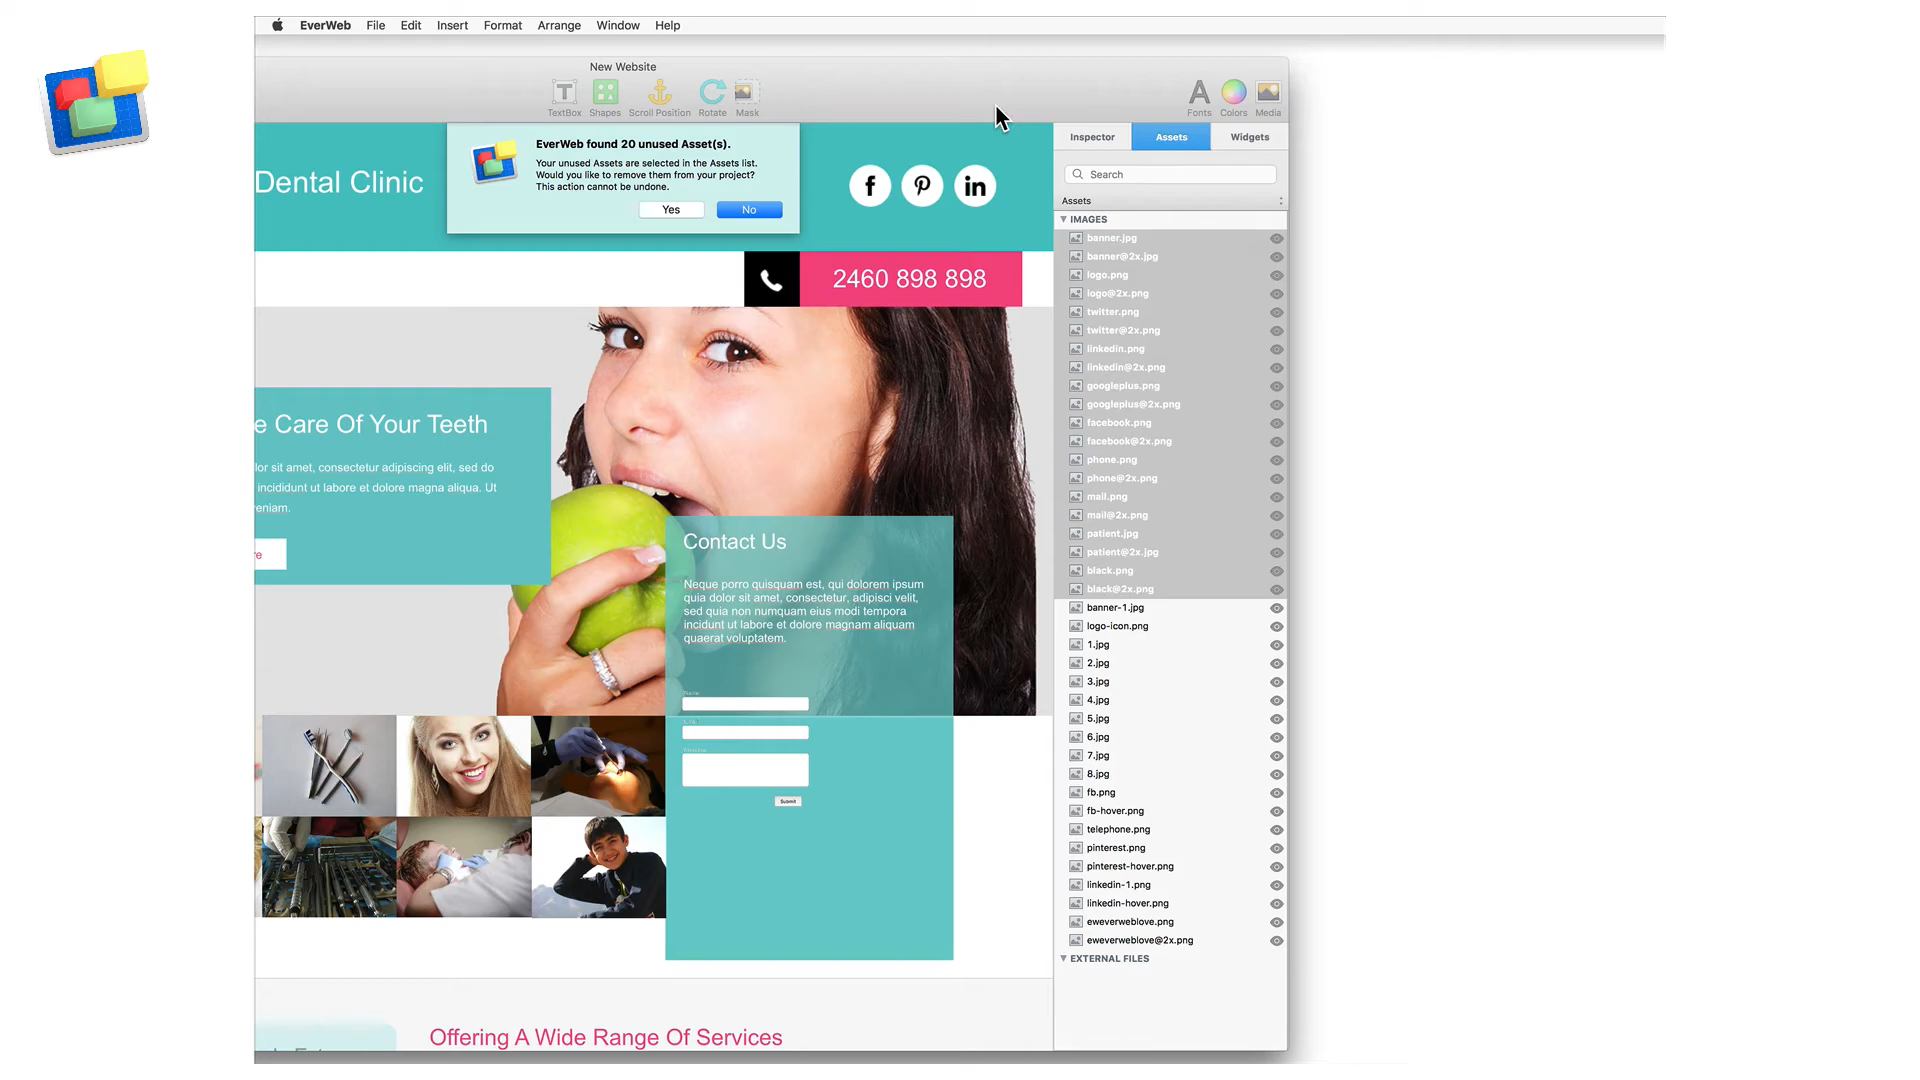 EverWeb File Edit Insert Format Arrange Window Help
New Website
TextBox Shapes Scroll Position Rotate Mask
Fonts Colors Media
EverWeb found 20 unused Asset(s).
Your unused Assets are selected in the Assets list.
Would you like to remove them from your project?
This action cannot be undone.
Yes No
Inspector Assets Widgets
Search
Assets
IMAGES
banner.jpg
banner@2x.jpg
logo.png
logo@2x.png
twitter.png
twitter@2x.png
linkedin.png
linkedin@2x.png
googleplus.png
googleplus@2x.png
facebook.png
facebook@2x.png
phone.png
phone@2x.png
mail.png
mail@2x.png
patient.jpg
patient@2x.jpg
black.png
black@2x.png
banner-1.jpg
logo-icon.png
1.jpg
2.jpg
3.jpg
4.jpg
5.jpg
6.jpg
7.jpg
8.jpg
fb.png
fb-hover.png
telephone.png
pinterest.png
pinterest-hover.png
linkedin-1.png
linkedin-hover.png
eweverweblove.png
eweverweblove@2x.png
EXTERNAL FILES
Dental Clinic
2460 898 898
e Care Of Your Teeth
lor sit amet, consectetur adipiscing elit, sed do
incididunt ut labore et dolore magna aliqua. Ut
veniam.
re
Contact Us
Neque porro quisquam est, qui dolorem ipsum
quia dolor sit amet, consectetur, adipisci velit,
sed quia non numquam eius modi tempora
incidunt ut labore et dolore magnam aliquam
quaerat voluptatem.
Name
Submit
Offering A Wide Range Of Services